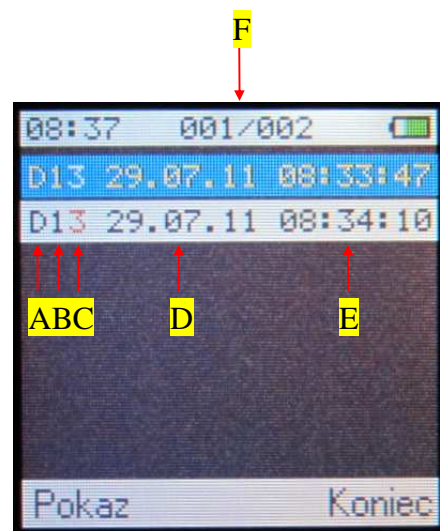 F
08:37 001/002
D13 29.07.11 08:33:47
D13 29.07.11 08:34:10
ABC D E
Pokaz Koniec